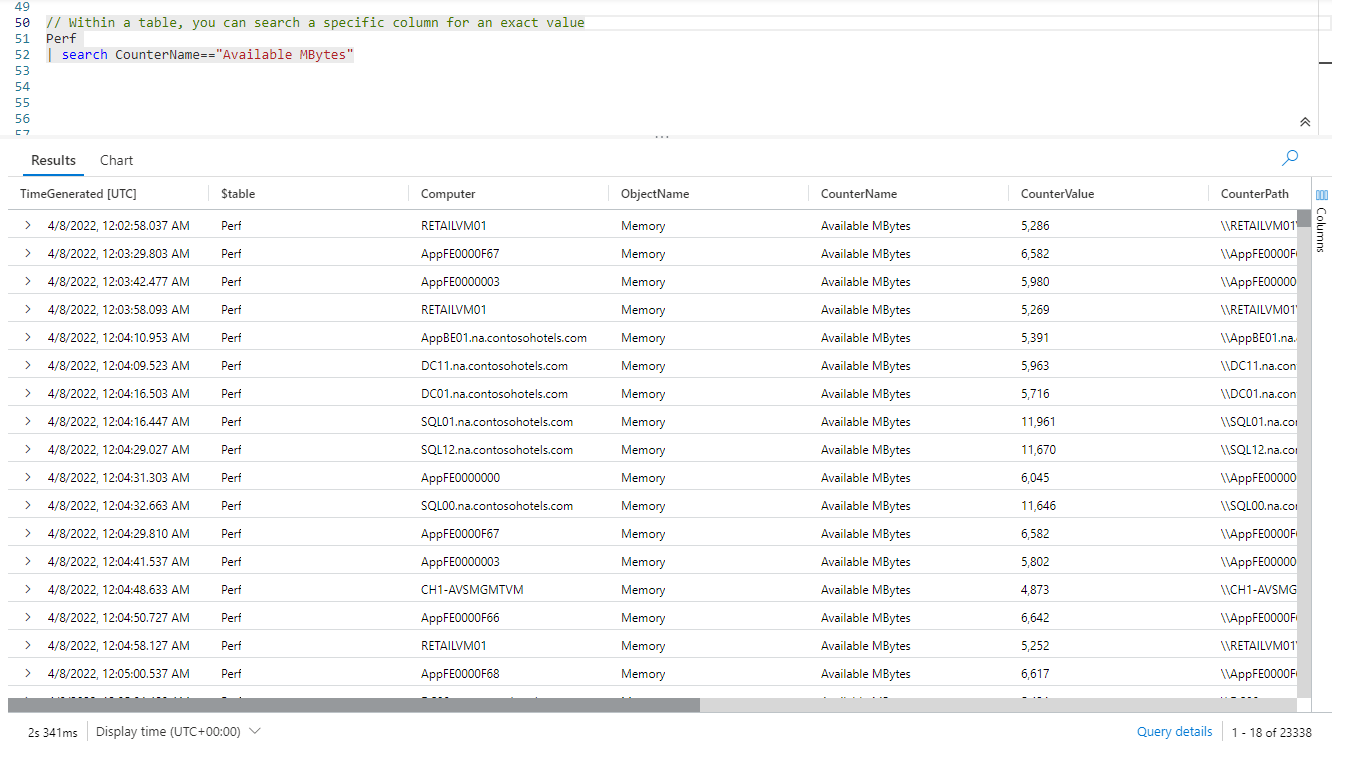 49
50 // Within a table, you can search a specific column for an exact value
51 Perf
52 | search CounterName=="Available MBytes"
53
54
55
56
57
...
Results Chart
TimeGenerated [UTC] $table Computer ObjectName CounterName CounterValue CounterPath
4/8/2022, 12:02:58.037 AM Perf RETAILVM01 Memory Available MBytes 5,286 \\RETAILVM01
4/8/2022, 12:03:29.803 AM Perf AppFE0000F67 Memory Available MBytes 6,582 \\AppFE0000F
4/8/2022, 12:03:42.477 AM Perf AppFE0000003 Memory Available MBytes 5,980 \\AppFE00000
4/8/2022, 12:03:58.093 AM Perf RETAILVM01 Memory Available MBytes 5,269 \\RETAILVM01
4/8/2022, 12:04:10.953 AM Perf AppBE01.na.contosohotels.com Memory Available MBytes 5,391 \\AppBE01.na.
4/8/2022, 12:04:09.523 AM Perf DC11.na.contosohotels.com Memory Available MBytes 5,963 \\DC11.na.con
4/8/2022, 12:04:16.503 AM Perf DC01.na.contosohotels.com Memory Available MBytes 5,716 \\DC01.na.con
4/8/2022, 12:04:16.447 AM Perf SQL01.na.contosohotels.com Memory Available MBytes 11,961 \\SQL01.na.co
4/8/2022, 12:04:29.027 AM Perf SQL12.na.contosohotels.com Memory Available MBytes 11,670 \\SQL12.na.co
4/8/2022, 12:04:31.303 AM Perf AppFE0000000 Memory Available MBytes 6,045 \\AppFE00000
4/8/2022, 12:04:32.663 AM Perf SQL00.na.contosohotels.com Memory Available MBytes 11,646 \\SQL00.na.co
4/8/2022, 12:04:29.810 AM Perf AppFE0000F67 Memory Available MBytes 6,582 \\AppFE0000F
4/8/2022, 12:04:41.537 AM Perf AppFE0000003 Memory Available MBytes 5,802 \\AppFE00000
4/8/2022, 12:04:48.633 AM Perf CH1-AVSMGMTVM Memory Available MBytes 4,873 \\CH1-AVSMG
4/8/2022, 12:04:50.727 AM Perf AppFE0000F66 Memory Available MBytes 6,642 \\AppFE0000F
4/8/2022, 12:04:58.127 AM Perf RETAILVM01 Memory Available MBytes 5,252 \\RETAILVM01
4/8/2022, 12:05:00.537 AM Perf AppFE0000F68 Memory Available MBytes 6,617 \\AppFE0000F
Columns
2s 341ms Display time (UTC+00:00) Query details 1 - 18 of 23338